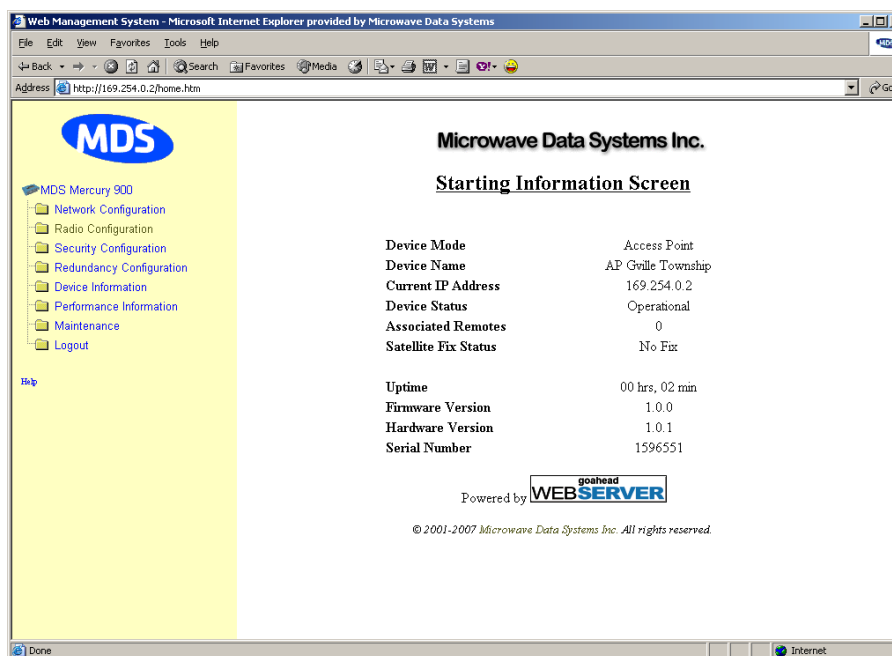 Web Management System - Microsoft Internet Explorer provided by Microwave Data Systems
File Edit View Favorites Tools Help
Back Search Favorites Media
Address http://169.254.0.2/home.htm Go
MDS
MDS Mercury 900
Network Configuration
Radio Configuration
Security Configuration
Redundancy Configuration
Device Information
Performance Information
Maintenance
Logout
Help
Microwave Data Systems Inc.
Starting Information Screen
Device Mode Access Point
Device Name AP Gville Township
Current IP Address 169.254.0.2
Device Status Operational
Associated Remotes 0
Satellite Fix Status No Fix
Uptime 00 hrs, 02 min
Firmware Version 1.0.0
Hardware Version 1.0.1
Serial Number 1596551
Powered by goahead WEBSERVER
© 2001-2007 Microwave Data Systems Inc. All rights reserved.
Done Internet